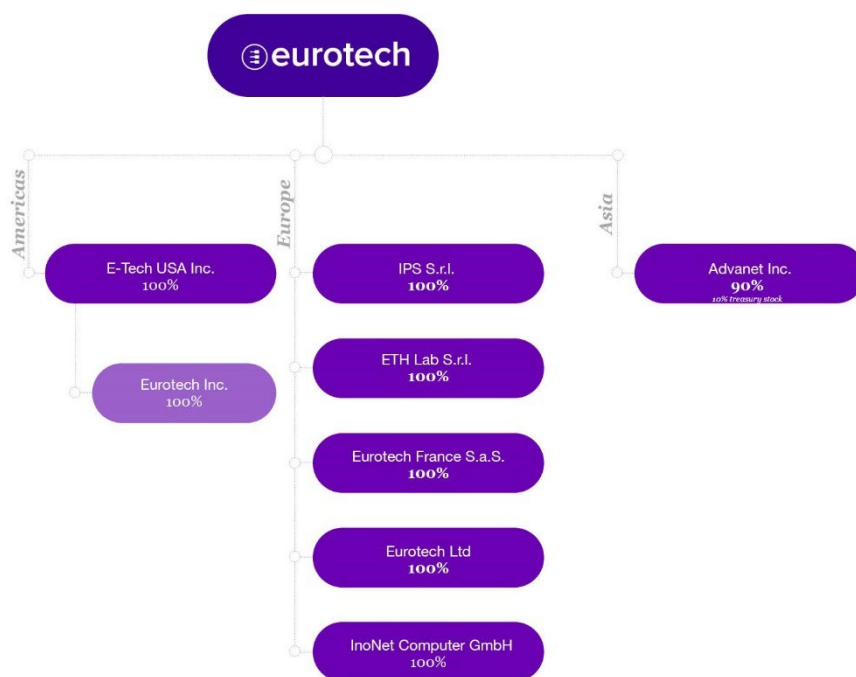 eurotech
Americas
Europe
Asia
E-Tech USA Inc.
100%
Eurotech Inc.
100%
IPS S.r.l.
100%
ETH Lab S.r.l.
100%
Eurotech France S.a.S.
100%
Eurotech Ltd
100%
InoNet Computer GmbH
100%
Advanet Inc.
90%
10% treasury stock